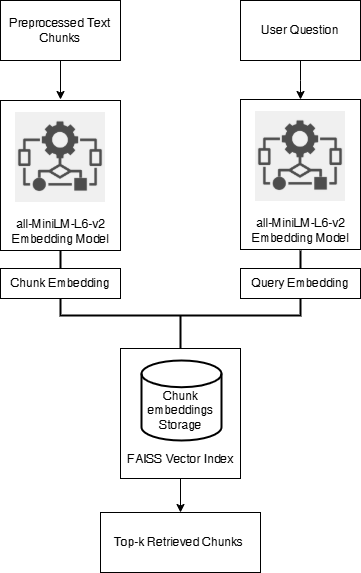 Preprocessed Text
Chunks
User Question
all-MiniLM-L6-v2
Embedding Model
all-MiniLM-L6-v2
Embedding Model
Chunk Embedding
Query Embedding
Chunk
embeddings
Storage
FAISS Vector Index
Top-k Retrieved Chunks